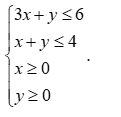 3x + y ≤ 6
x + y ≤ 4
x ≥ 0
y ≥ 0
.